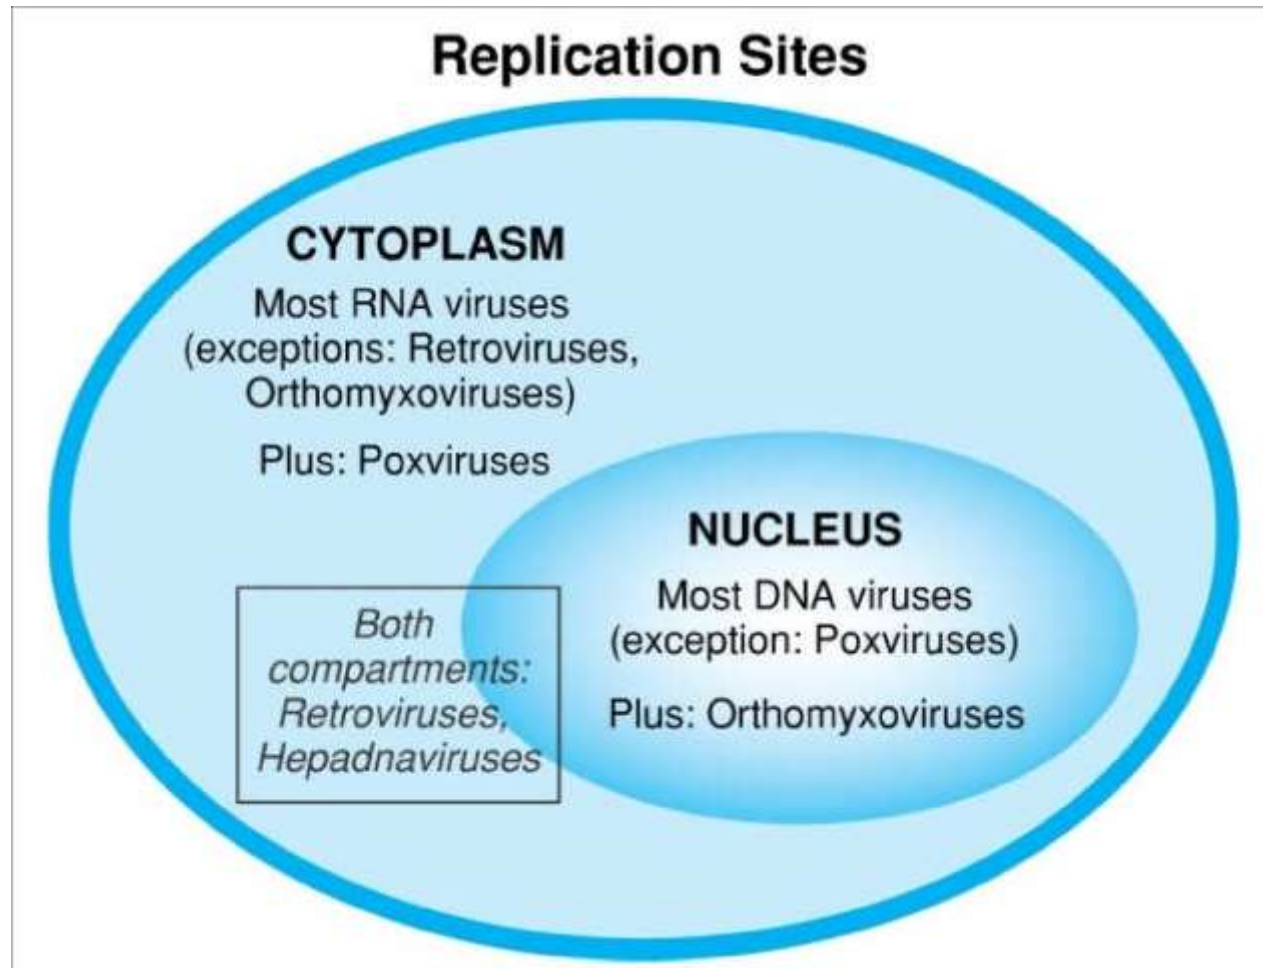 Replication Sites
CYTOPLASM
Most RNA viruses
(exceptions: Retroviruses,
Orthomyxoviruses)
Plus: Poxviruses
NUCLEUS
Most DNA viruses
(exception: Poxviruses)
Plus: Orthomyxoviruses
Both
compartments:
Retroviruses,
Hepadnaviruses